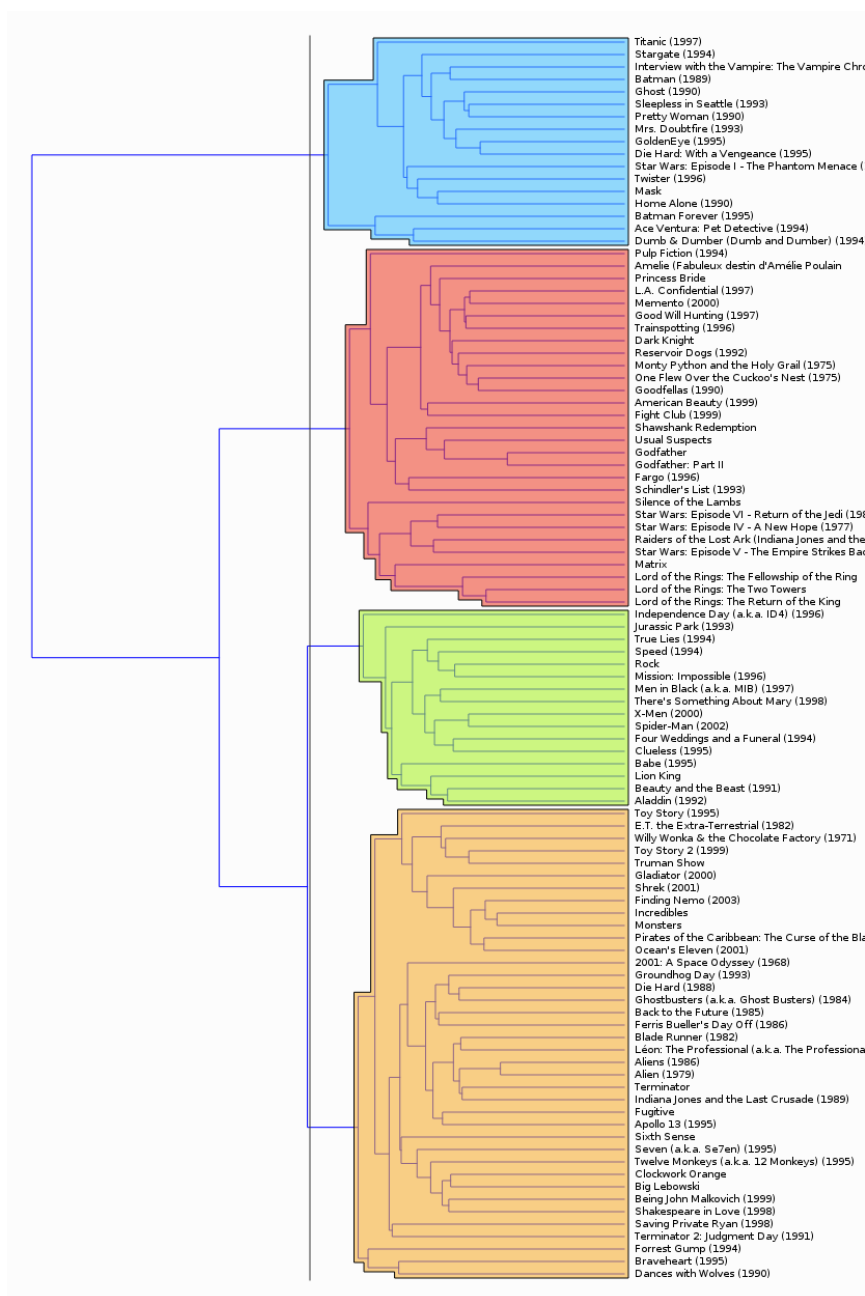 Titanic (1997)
Stargate (1994)
Interview with the Vampire: The Vampire Chro
Batman (1989)
Ghost (1990)
Sleepless in Seattle (1993)
Pretty Woman (1990)
Mrs. Doubtfire (1993)
GoldenEye (1995)
Die Hard: With a Vengeance (1995)
Star Wars: Episode I - The Phantom Menace (
Twister (1996)
Mask
Home Alone (1990)
Batman Forever (1995)
Ace Ventura: Pet Detective (1994)
Dumb & Dumber (Dumb and Dumber) (1994
Pulp Fiction (1994)
Amelie (Fabuleux destin d'Amélie Poulain
Princess Bride
L.A. Confidential (1997)
Memento (2000)
Good Will Hunting (1997)
Trainspotting (1996)
Dark Knight
Reservoir Dogs (1992)
Monty Python and the Holy Grail (1975)
One Flew Over the Cuckoo's Nest (1975)
Goodfellas (1990)
American Beauty (1999)
Fight Club (1999)
Shawshank Redemption
Usual Suspects
Godfather
Godfather: Part II
Fargo (1996)
Schindler's List (1993)
Silence of the Lambs
Star Wars: Episode VI - Return of the Jedi (198
Star Wars: Episode IV - A New Hope (1977)
Raiders of the Lost Ark (Indiana Jones and the
Star Wars: Episode V - The Empire Strikes Bac
Matrix
Lord of the Rings: The Fellowship of the Ring
Lord of the Rings: The Two Towers
Lord of the Rings: The Return of the King
Independence Day (a.k.a. ID4) (1996)
Jurassic Park (1993)
True Lies (1994)
Speed (1994)
Rock
Mission: Impossible (1996)
Men in Black (a.k.a. MIB) (1997)
There's Something About Mary (1998)
X-Men (2000)
Spider-Man (2002)
Four Weddings and a Funeral (1994)
Clueless (1995)
Babe (1995)
Lion King
Beauty and the Beast (1991)
Aladdin (1992)
Toy Story (1995)
E.T. the Extra-Terrestrial (1982)
Willy Wonka & the Chocolate Factory (1971)
Toy Story 2 (1999)
Truman Show
Gladiator (2000)
Shrek (2001)
Finding Nemo (2003)
Incredibles
Monsters
Pirates of the Caribbean: The Curse of the Bla
Ocean's Eleven (2001)
2001: A Space Odyssey (1968)
Groundhog Day (1993)
Die Hard (1988)
Ghostbusters (a.k.a. Ghost Busters) (1984)
Back to the Future (1985)
Ferris Bueller's Day Off (1986)
Blade Runner (1982)
Léon: The Professional (a.k.a. The Professiona
Aliens (1986)
Alien (1979)
Terminator
Indiana Jones and the Last Crusade (1989)
Fugitive
Apollo 13 (1995)
Sixth Sense
Seven (a.k.a. Se7en) (1995)
Twelve Monkeys (a.k.a. 12 Monkeys) (1995)
Clockwork Orange
Big Lebowski
Being John Malkovich (1999)
Shakespeare in Love (1998)
Saving Private Ryan (1998)
Terminator 2: Judgment Day (1991)
Forrest Gump (1994)
Braveheart (1995)
Dances with Wolves (1990)